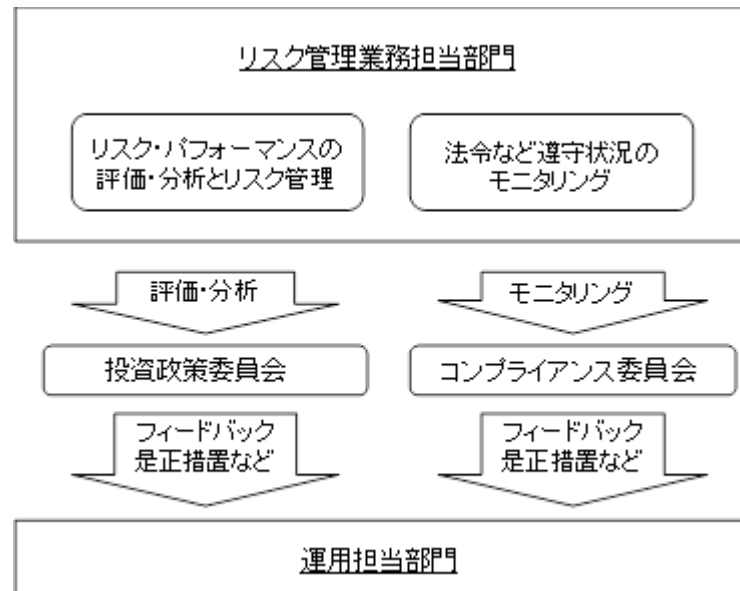 リスク管理業務担当部門
リスク・パフォーマンスの
評価・分析とリスク管理
法令など遵守状況の
モニタリング
評価・分析
モニタリング
投資政策委員会
コンプライアンス委員会
フィードバック
是正措置など
フィードバック
是正措置など
運用担当部門